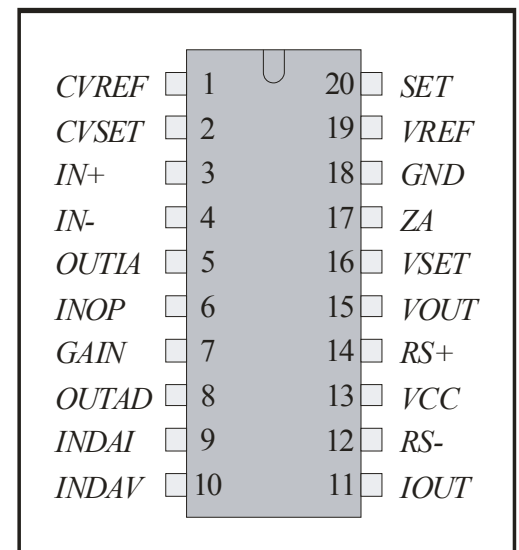 CVREF 1 20 SET
CVSET 2 19 VREF
IN+ 3 18 GND
IN- 4 17 ZA
OUTIA 5 16 VSET
INOP 6 15 VOUT
GAIN 7 14 RS+
OUTAD 8 13 VCC
INDAI 9 12 RS-
INDAV 10 11 IOUT